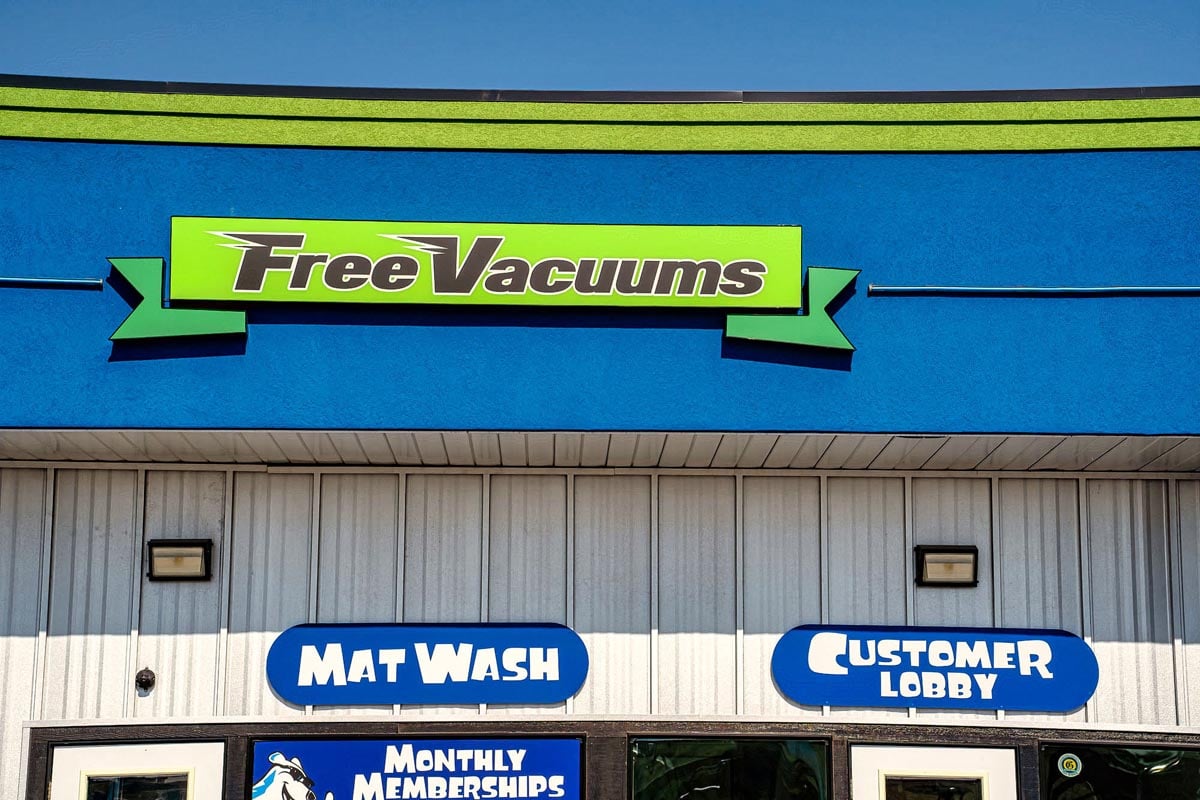 Free Vacuums
Mat Wash
Customer
Lobby
Monthly
Memberships